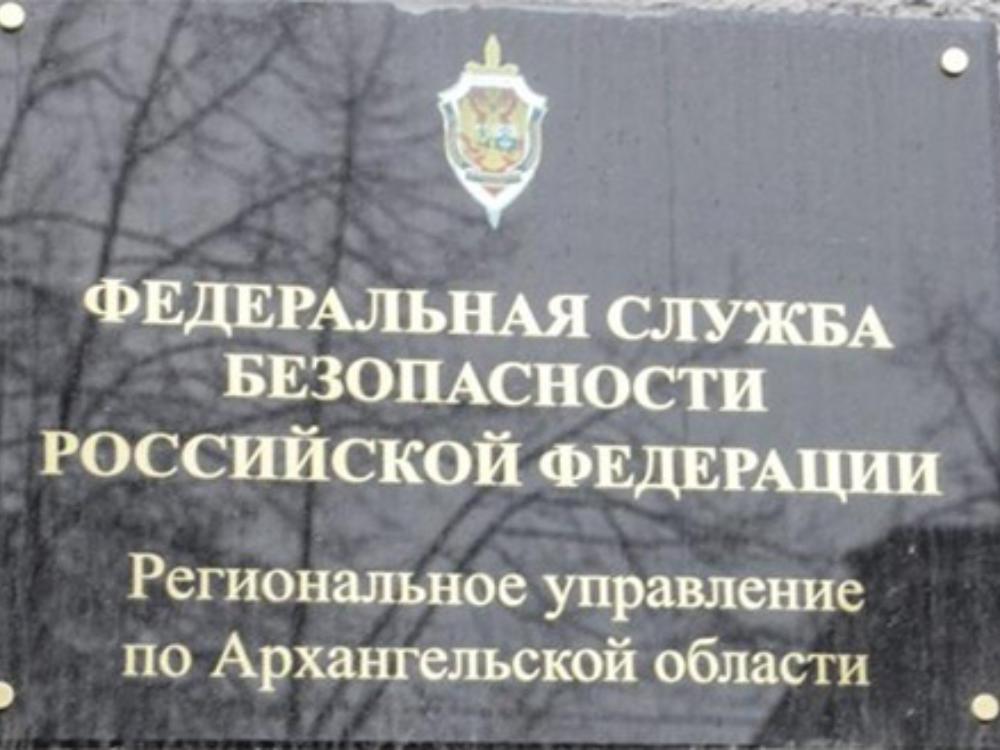 ФЕДЕРАЛЬНАЯ СЛУЖБА
БЕЗОПАСНОСТИ
РОССИЙСКОЙ ФЕДЕРАЦИИ
Региональное управление
по Архангельской области